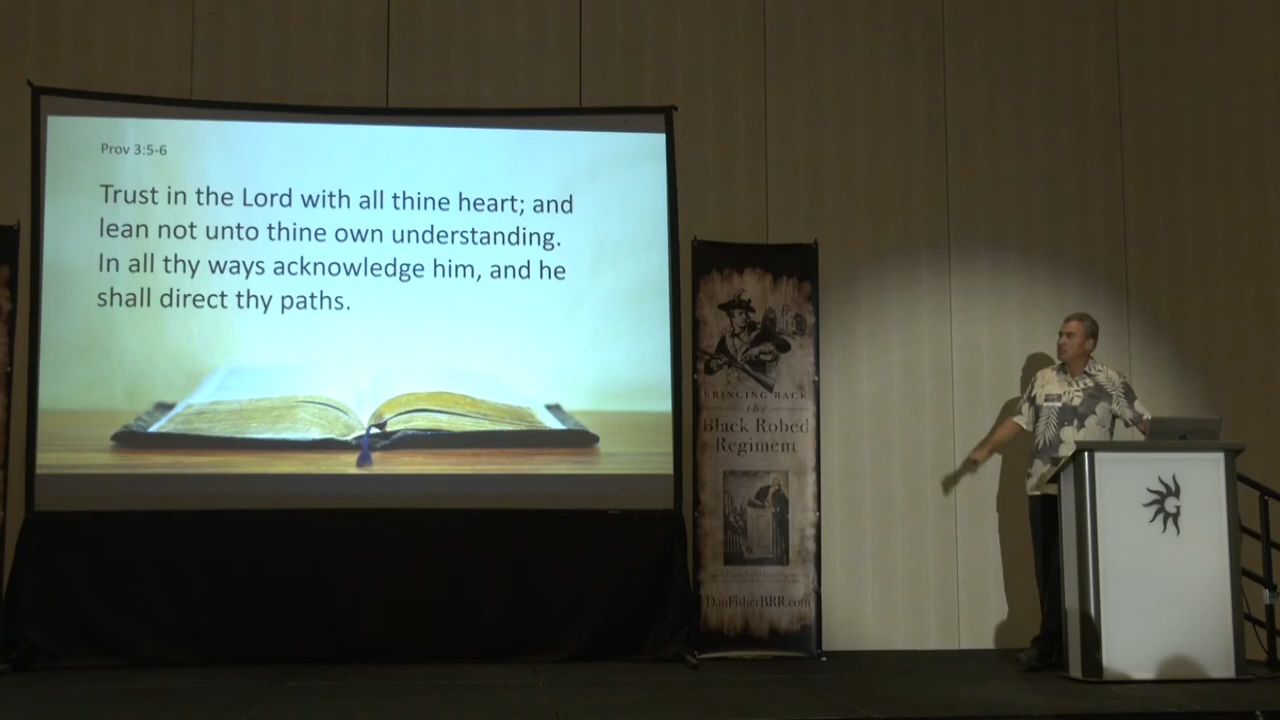 Prov 3:5-6
Trust in the Lord with all thine heart; and
lean not unto thine own understanding.
In all thy ways acknowledge him, and he
shall direct thy paths.
BRINGING BACK
the
Black Robed
Regiment
DanFisherBRR.com